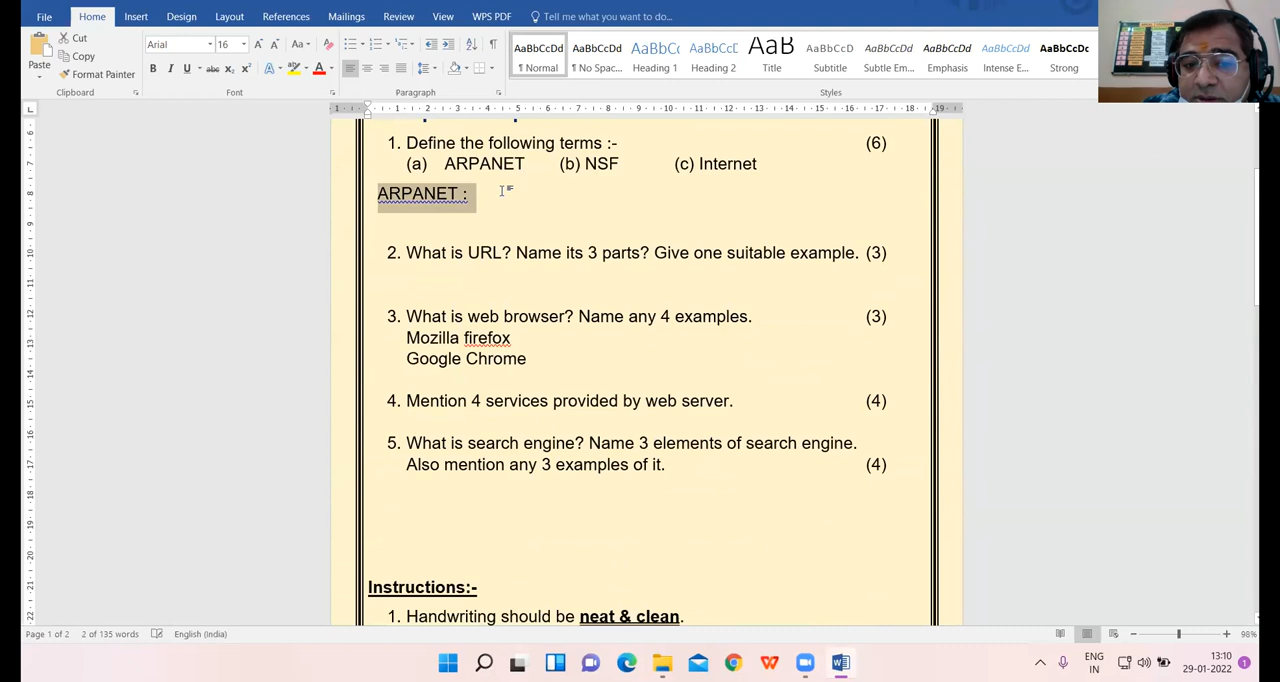 File Home Insert Design Layout References Mailings Review View WPS PDF Tell me what you want to do...
Paste Cut Copy Format Painter
Arial 16
AaBbCcDd AaBbCcDd AaBbCc AaBbCcD AaB AaBbCcD AaBbCcDd AaBbCcDd AaBbCcDd AaBbCcDc
¶ Normal ¶ No Spac... Heading 1 Heading 2 Title Subtitle Subtle Em... Emphasis Intense E... Strong
Clipboard Font Paragraph Styles
1. Define the following terms :- (6)
(a) ARPANET (b) NSF (c) Internet
ARPANET :
2. What is URL? Name its 3 parts? Give one suitable example. (3)
3. What is web browser? Name any 4 examples. (3)
Mozilla firefox
Google Chrome
4. Mention 4 services provided by web server. (4)
5. What is search engine? Name 3 elements of search engine.
Also mention any 3 examples of it. (4)
Instructions:-
1. Handwriting should be neat & clean.
Page 1 of 2 2 of 135 words English (India) 98%
ENG 13:10
IN 29-01-2022 1